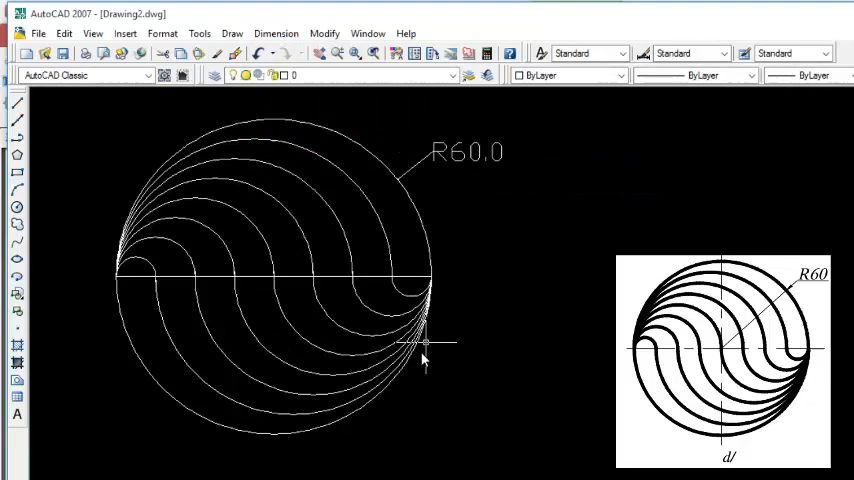 AutoCAD 2007 - [Drawing2.dwg]
File Edit View Insert Format Tools Draw Dimension Modify Window Help
Standard Standard Standard
AutoCAD Classic 0 ByLayer ByLayer ByLayer
A
R60.0
R60
d/